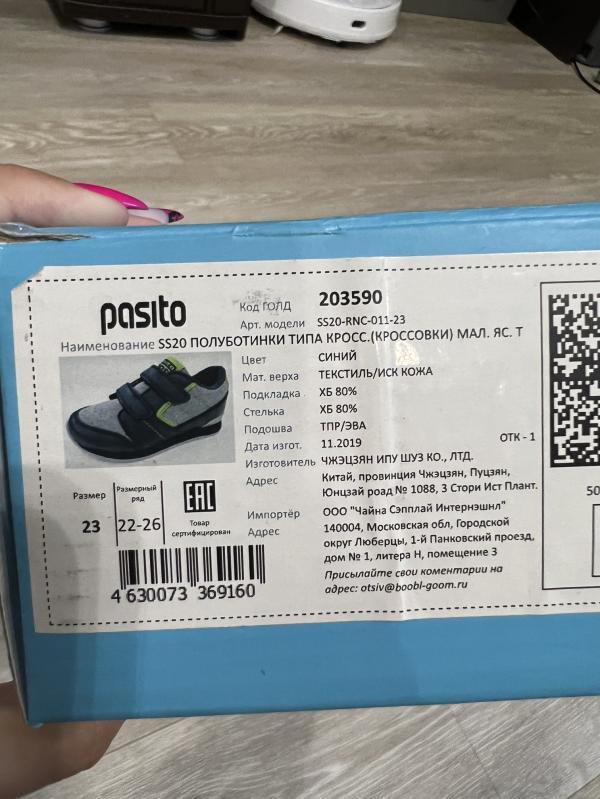 pasito
Код ГОЛД 203590
Арт. модели SS20-RNC-011-23
Наименование SS20 ПОЛУБОТИНКИ ТИПА КРОСС.(КРОССОВКИ) МАЛ. ЯС. Т
Цвет СИНИЙ
Мат. верха ТЕКСТИЛЬ/ИСК КОЖА
Подкладка ХБ 80%
Стелька ХБ 80%
Подошва ТПР/ЭВА
Дата изгот. 11.2019 ОТК - 1
Изготовитель ЧЖЭЦЗЯН ИПУ ШУЗ КО., ЛТД.
Адрес Китай, провинция Чжэцзян, Пуцзян,
Юнцзай роад № 1088, 3 Стори Ист Плант.
Импортёр ООО "Чайна Сэпплай Интернэшнл"
Адрес 140004, Московская обл, Городской
округ Люберцы, 1-й Панковский проезд,
дом № 1, литера Н, помещение 3
Присылайте свои коментарии на
адрес: otsiv@boobl-goom.ru
Размер
23
Размерный
ряд
22-26
EAC
Товар
сертифицирован
4 630073 369160
50